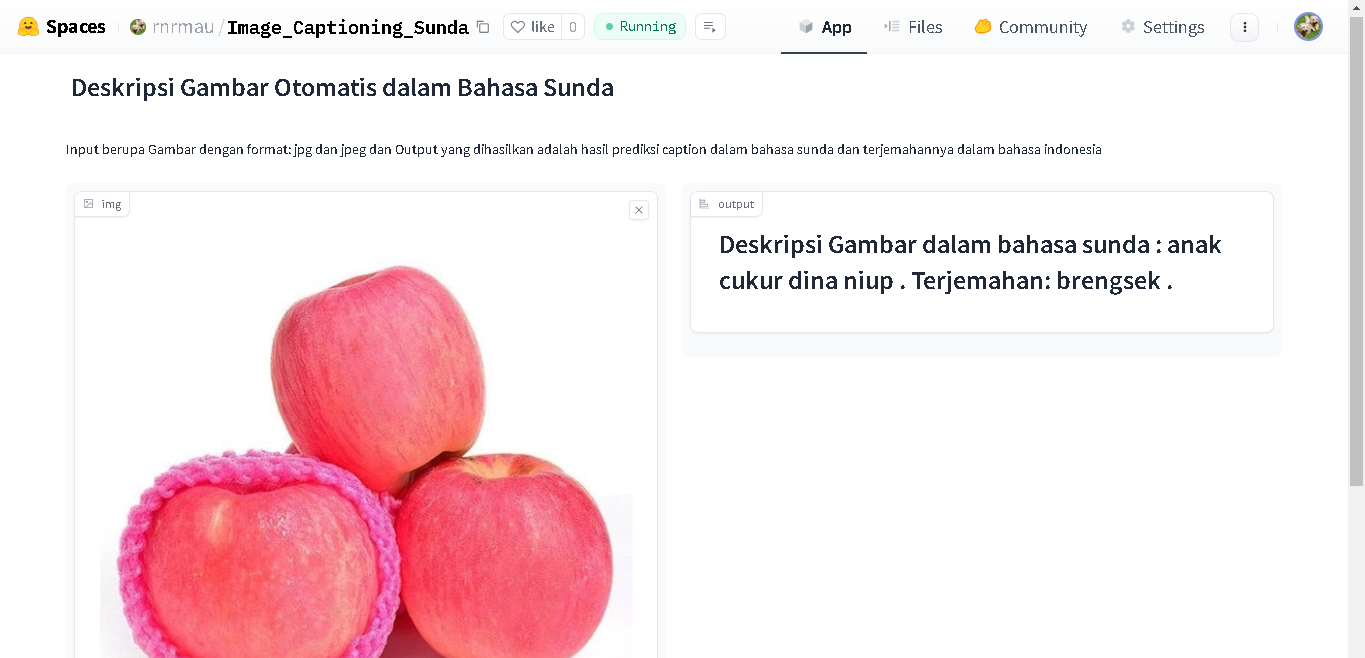 Spaces rnrmau/Image_Captioning_Sunda like 0 Running App Files Community Settings
Deskripsi Gambar Otomatis dalam Bahasa Sunda
Input berupa Gambar dengan format: jpg dan jpeg dan Output yang dihasilkan adalah hasil prediksi caption dalam bahasa sunda dan terjemahannya dalam bahasa indonesia
img
output
Deskripsi Gambar dalam bahasa sunda : anak
cukur dina niup . Terjemahan: brengsek .